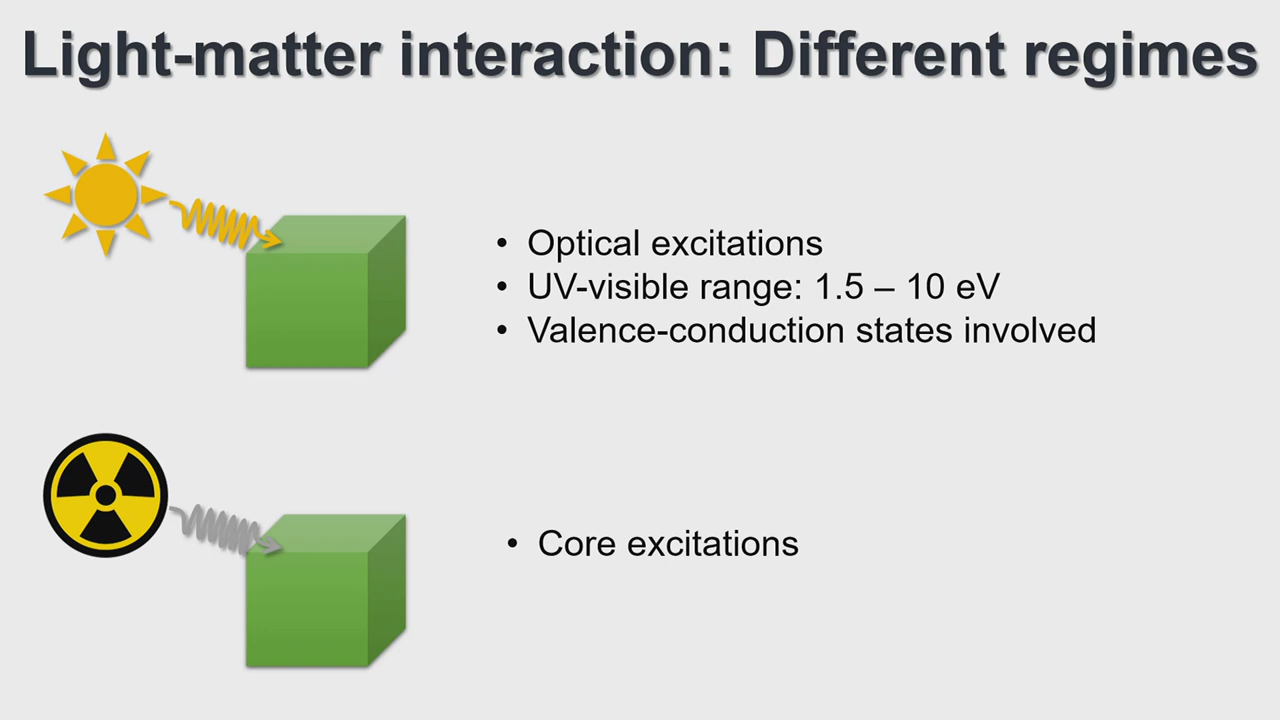 Light-matter interaction: Different regimes
• Optical excitations
• UV-visible range: 1.5 – 10 eV
• Valence-conduction states involved
• Core excitations